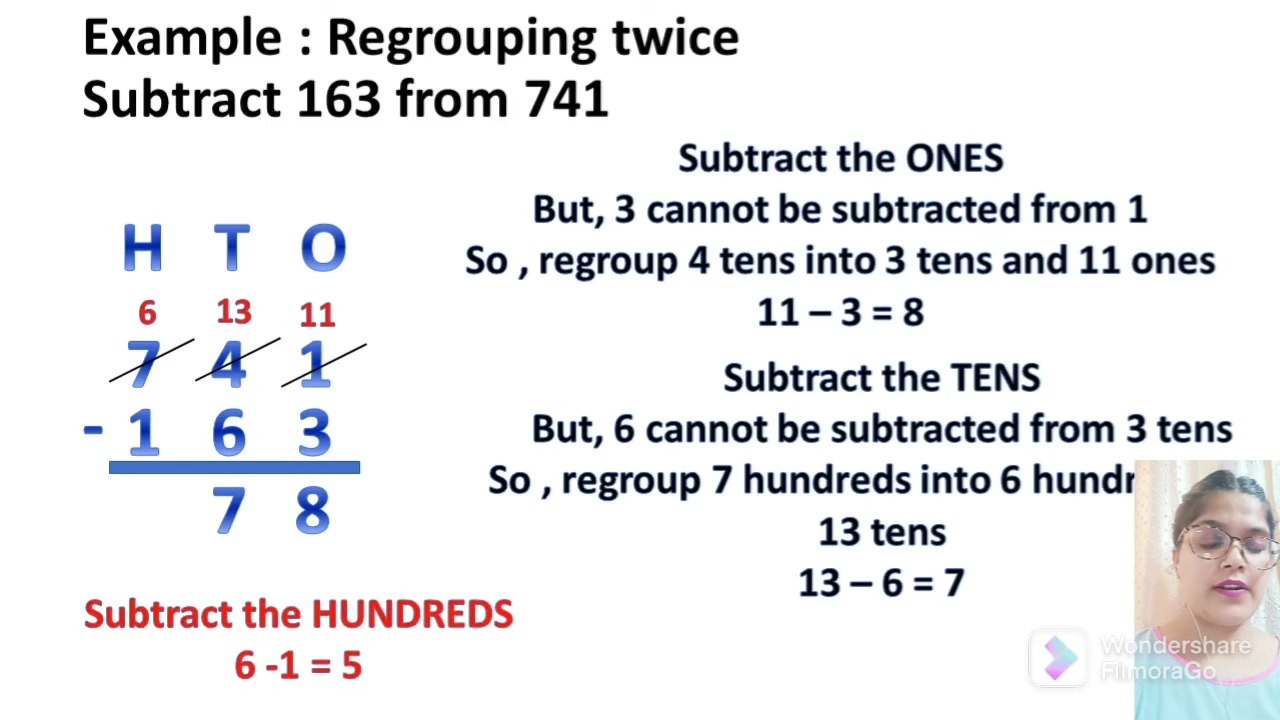 Example : Regrouping twice
Subtract 163 from 741
H T O
6 13 11
7 4 1
- 1 6 3
7 8
Subtract the HUNDREDS
6 -1 = 5
Subtract the ONES
But, 3 cannot be subtracted from 1
So , regroup 4 tens into 3 tens and 11 ones
11 – 3 = 8
Subtract the TENS
But, 6 cannot be subtracted from 3 tens
So , regroup 7 hundreds into 6
13 tens
13 – 6 = 7
Wondershare
FilmoraGo